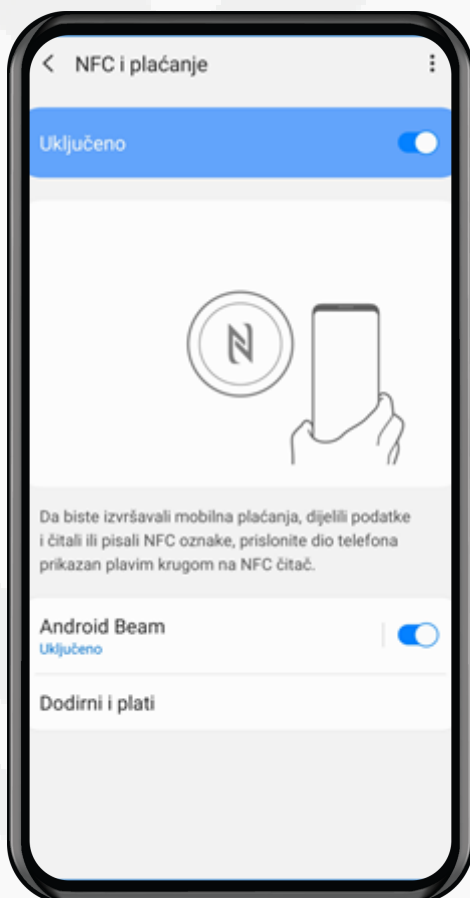 NFC i plaćanje
Uključeno
Da biste izvršavali mobilna plaćanja, dijelili podatke
i čitali ili pisali NFC oznake, prislonite dio telefona
prikazan plavim krugom na NFC čitač.
Android Beam
Uključeno
Dodirni i plati